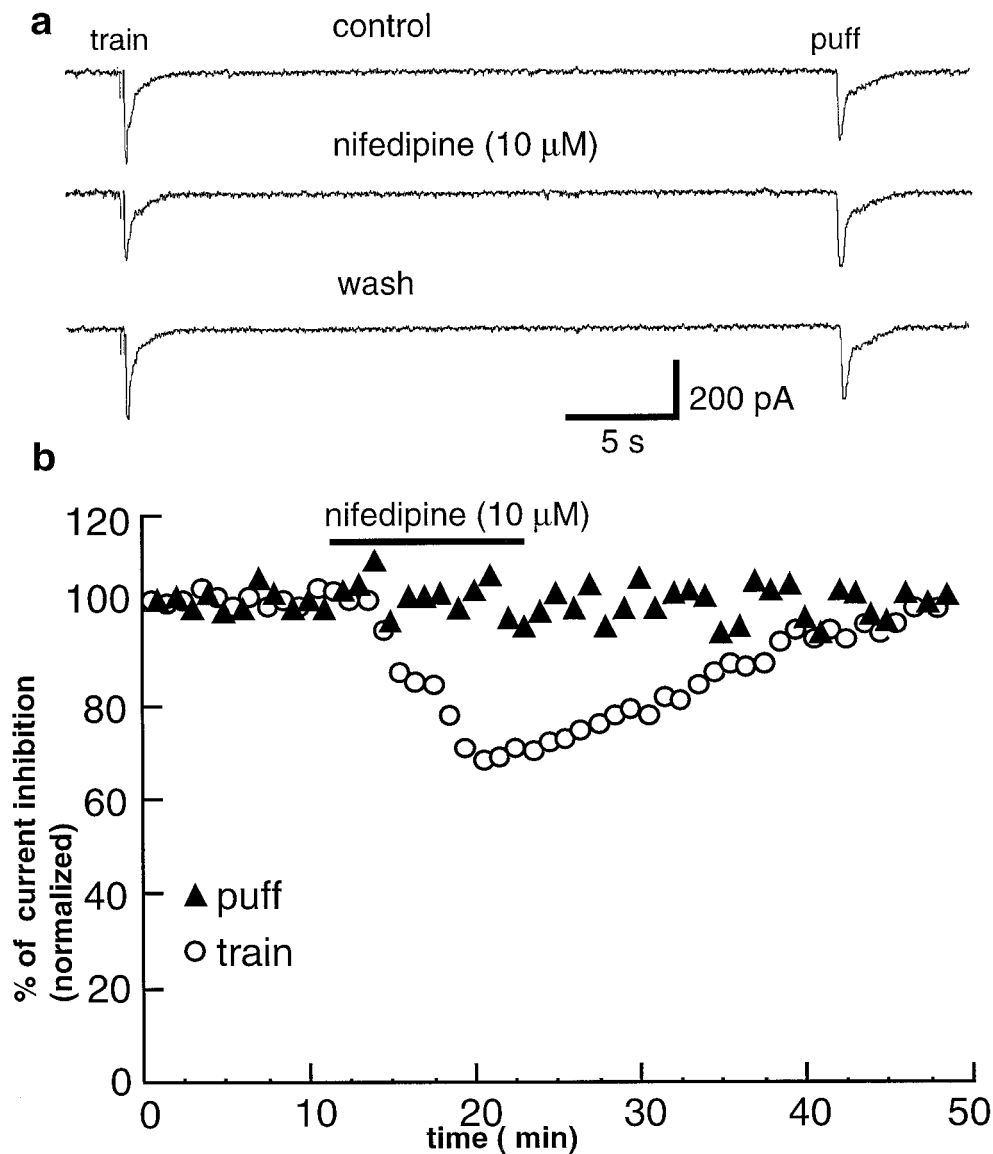 a
control
train
puff
nifedipine (10 μM)
wash
200 pA
5 s
b
nifedipine (10 μM)
120
100
80
60
40
20
0
% of current inhibition
(normalized)
puff
train
0 10 20 30 40 50
time ( min)